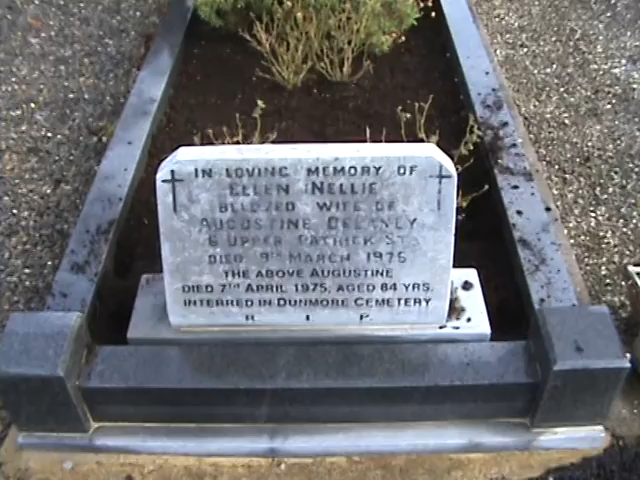 IN LOVING MEMORY OF
ELLEN (NELLIE)
BELOVED WIFE OF
AUGUSTINE DELANEY
6 UPPER PATRICK ST.
DIED 9TH MARCH 1975
THE ABOVE AUGUSTINE
DIED 7TH APRIL 1975, AGED 84 YRS.
INTERRED IN DUNMORE CEMETERY
R I P